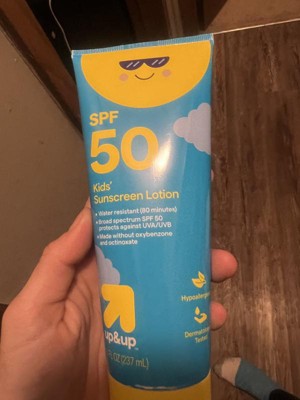 SPF
50
Kids'
Sunscreen Lotion
• Water resistant (80 minutes)
• Broad spectrum SPF 50
protects against UVA/UVB
• Made without oxybenzone
and octinoxate
Hypoallergenic
Tested
up&up
OZ (237 mL)